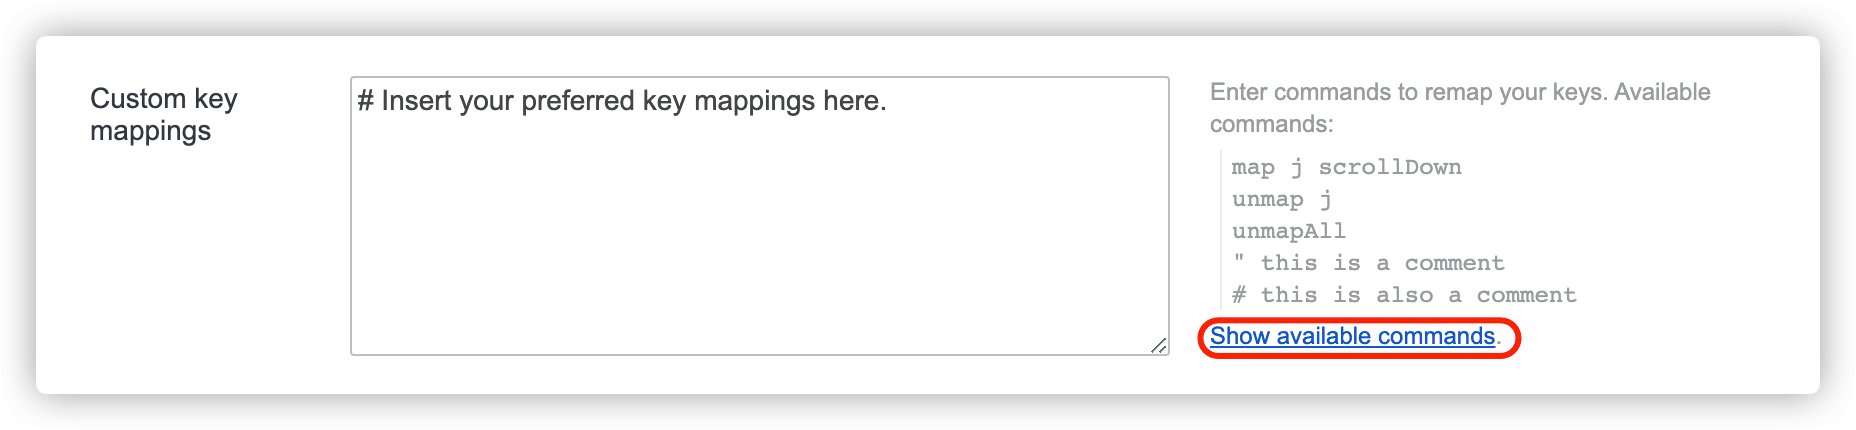 Custom key
mappings
# Insert your preferred key mappings here.
Enter commands to remap your keys. Available
commands:
map j scrollDown
unmap j
unmapAll
" this is a comment
# this is also a comment
Show available commands.